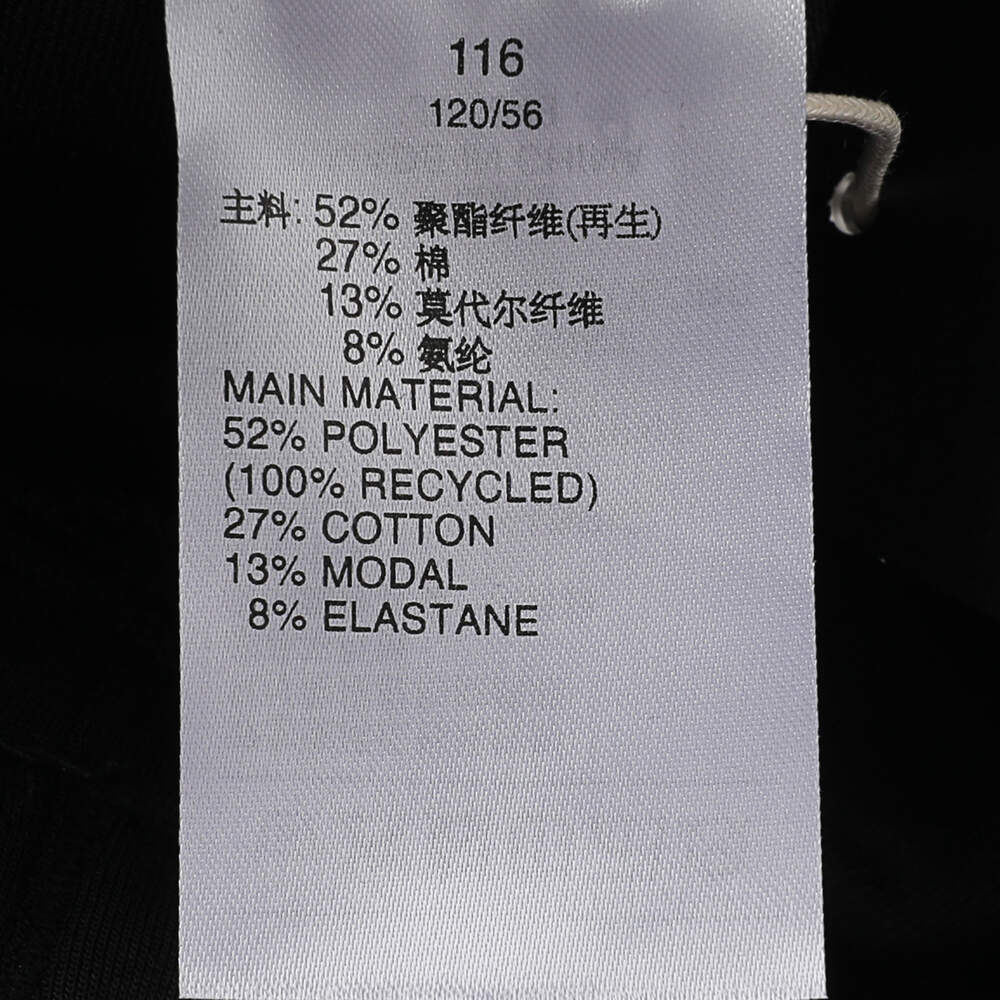 116
120/56
主料: 52% 聚酯纤维(再生)
27% 棉
13% 莫代尔纤维
8% 氨纶
MAIN MATERIAL:
52% POLYESTER
(100% RECYCLED)
27% COTTON
13% MODAL
8% ELASTANE